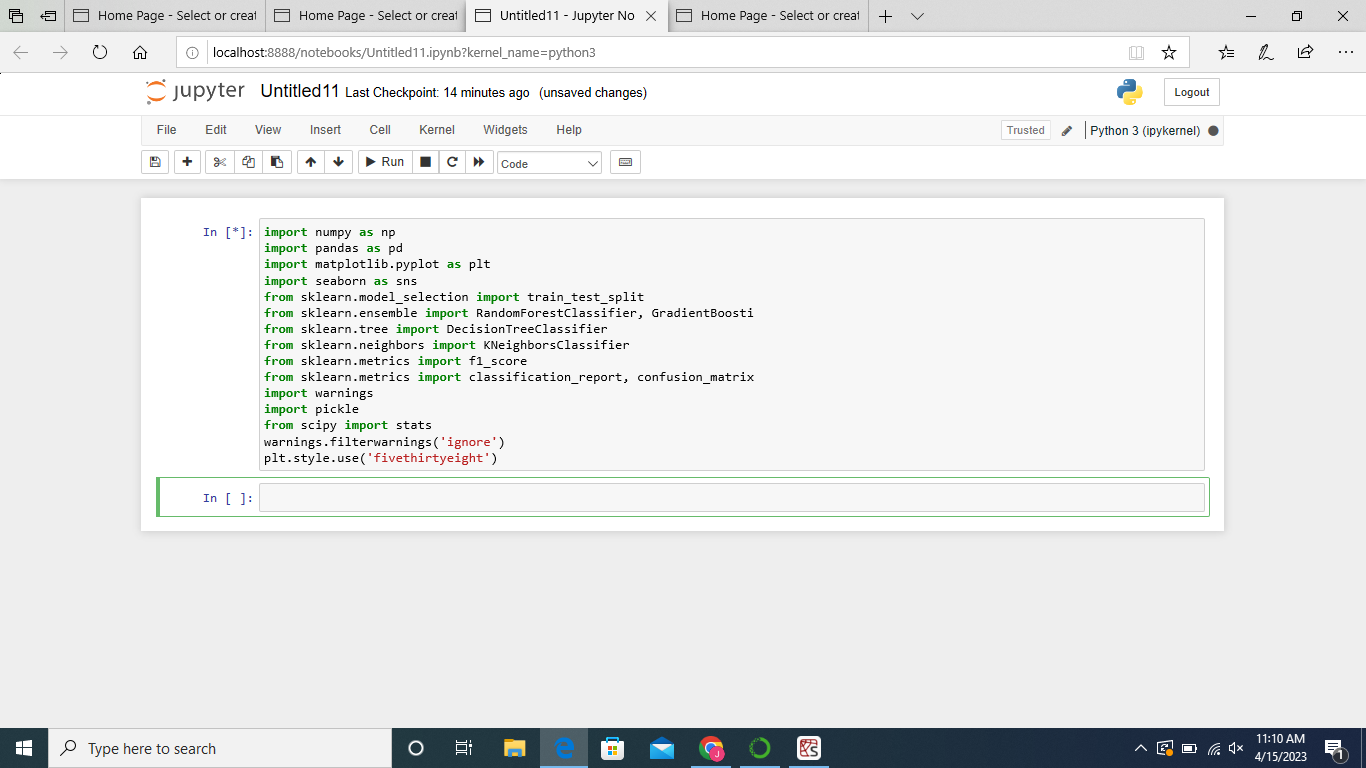 Home Page - Select or creat
Home Page - Select or creat
Untitled11 - Jupyter No
Home Page - Select or creat
localhost:8888/notebooks/Untitled11.ipynb?kernel_name=python3
jupyter Untitled11 Last Checkpoint: 14 minutes ago (unsaved changes)
Logout
File Edit View Insert Cell Kernel Widgets Help
Trusted Python 3 (ipykernel)
Run Code
In [*]:
import numpy as np
import pandas as pd
import matplotlib.pyplot as plt
import seaborn as sns
from sklearn.model_selection import train_test_split
from sklearn.ensemble import RandomForestClassifier, GradientBoosti
from sklearn.tree import DecisionTreeClassifier
from sklearn.neighbors import KNeighborsClassifier
from sklearn.metrics import f1_score
from sklearn.metrics import classification_report, confusion_matrix
import warnings
import pickle
from scipy import stats
warnings.filterwarnings('ignore')
plt.style.use('fivethirtyeight')
In [ ]:
Type here to search
J
11:10 AM
4/15/2023
1